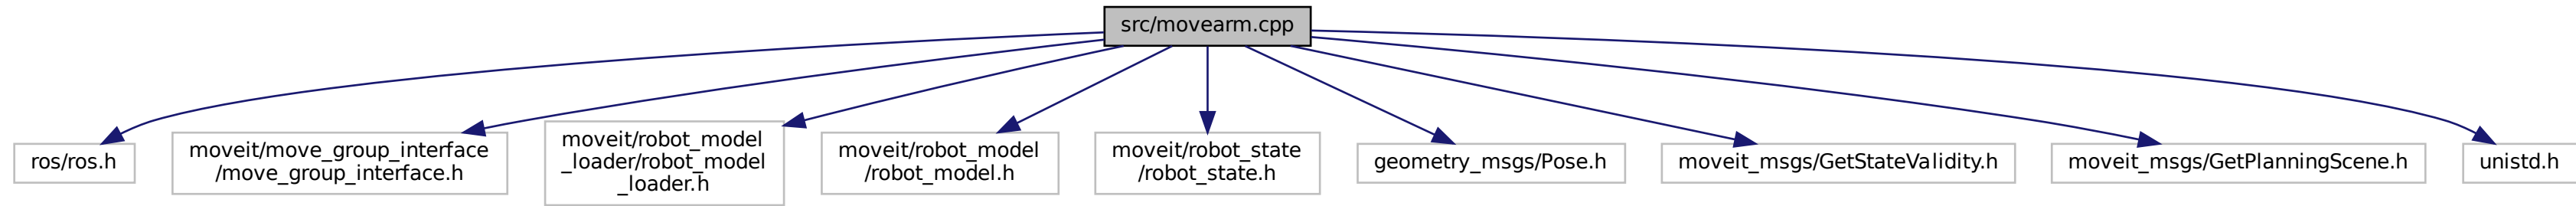 src/movearm.cpp
ros/ros.h
moveit/move_group_interface
/move_group_interface.h
moveit/robot_model
_loader/robot_model
_loader.h
moveit/robot_model
/robot_model.h
moveit/robot_state
/robot_state.h
geometry_msgs/Pose.h
moveit_msgs/GetStateValidity.h
moveit_msgs/GetPlanningScene.h
unistd.h